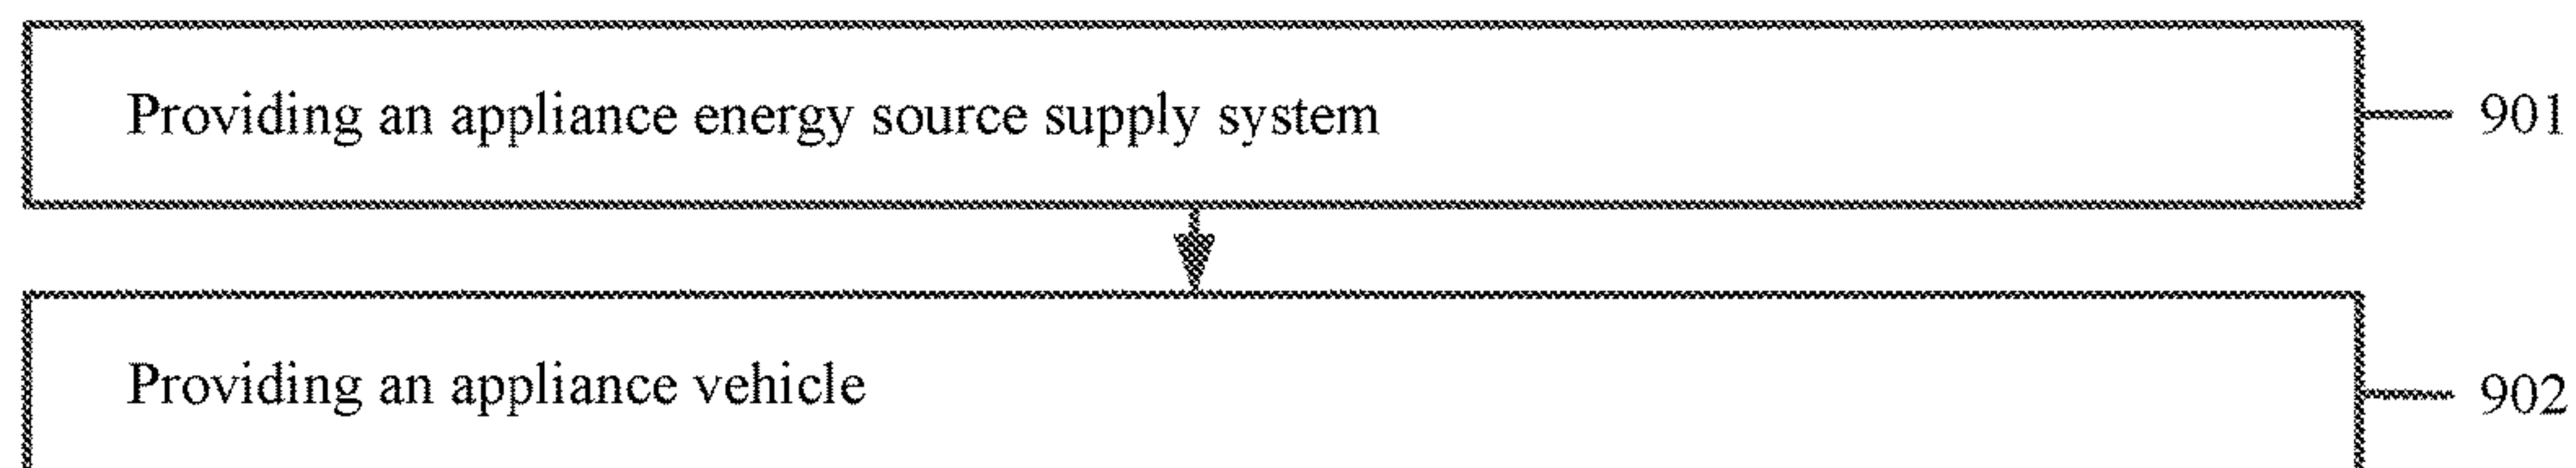 Providing an appliance energy source supply system 901
Providing an appliance vehicle 902